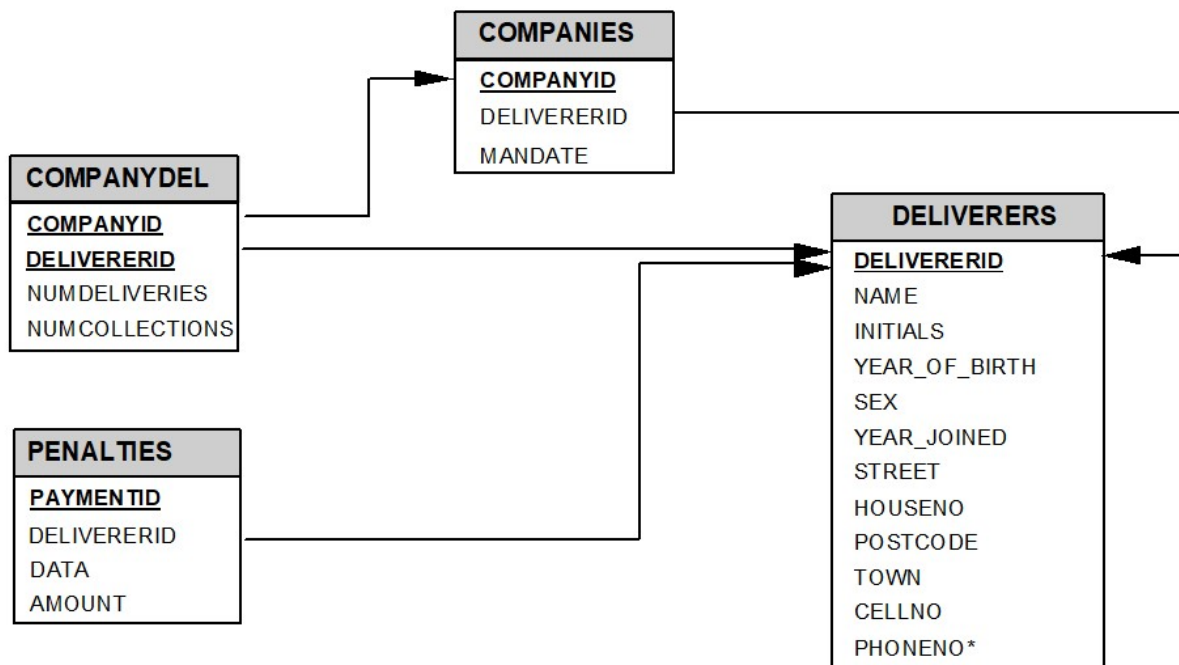 COMPANIES
COMPANYID
DELIVERERID
MANDATE
COMPANYDEL
COMPANYID
DELIVERERID
NUMDELIVERIES
NUMCOLLECTIONS
DELIVERERS
DELIVERERID
NAME
INITIALS
YEAR_OF_BIRTH
SEX
YEAR_JOINED
STREET
HOUSENO
POSTCODE
TOWN
CELLNO
PHONENO*
PENALTIES
PAYMENTID
DELIVERERID
DATA
AMOUNT